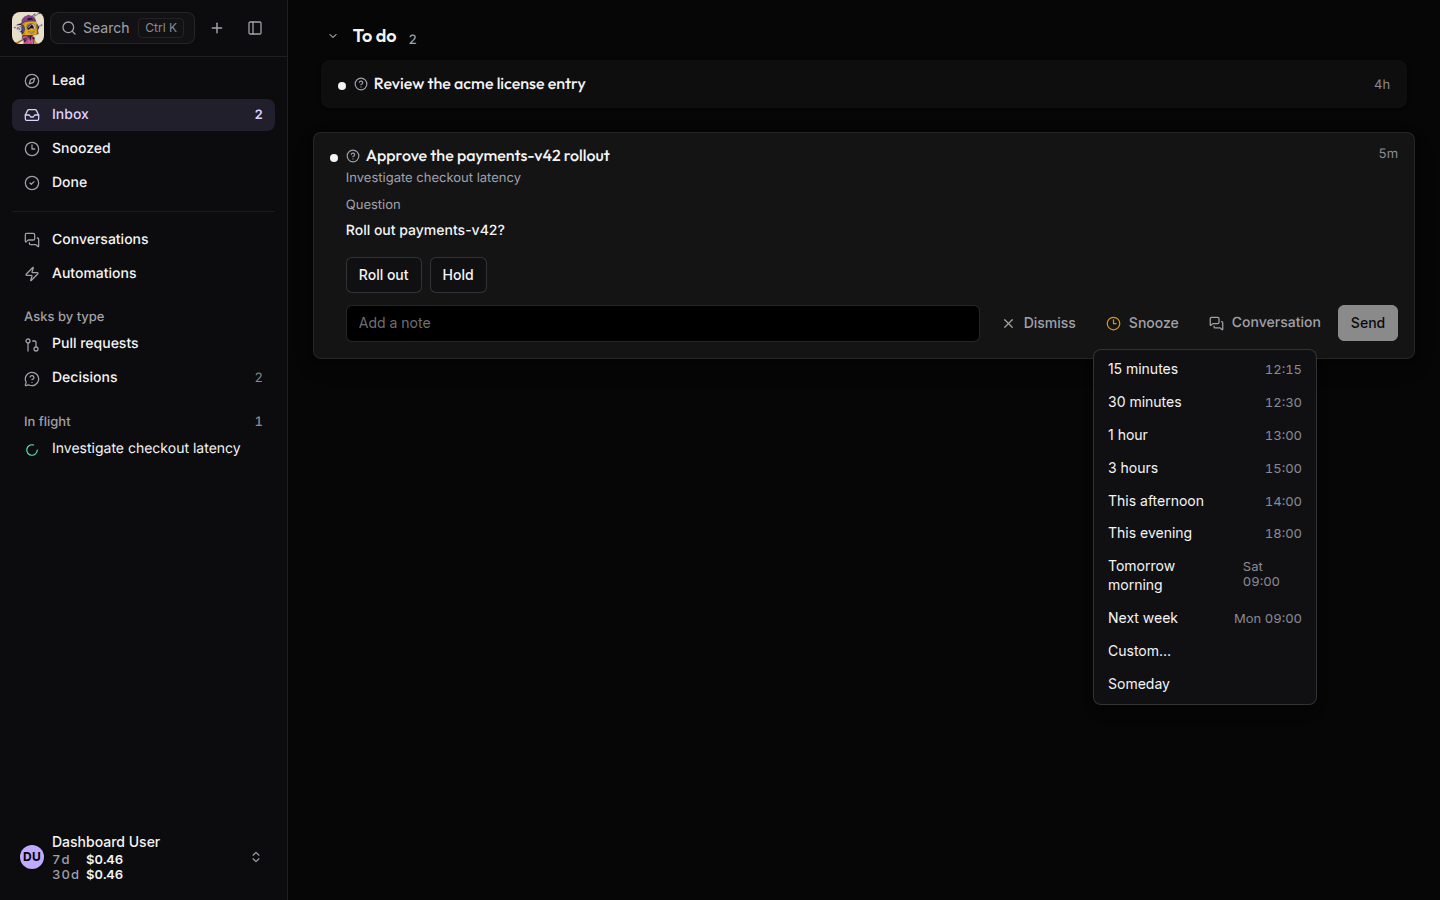 Search Ctrl K
Lead
Inbox 2
Snoozed
Done
Conversations
Automations
Asks by type
Pull requests
Decisions 2
In flight 1
Investigate checkout latency
DU
Dashboard User
7d $0.46
30d $0.46
To do 2
Review the acme license entry 4h
Approve the payments-v42 rollout 5m
Investigate checkout latency
Question
Roll out payments-v42?
Roll out Hold
Add a note Dismiss Snooze Conversation Send
15 minutes 12:15
30 minutes 12:30
1 hour 13:00
3 hours 15:00
This afternoon 14:00
This evening 18:00
Tomorrow Sat
morning 09:00
Next week Mon 09:00
Custom...
Someday